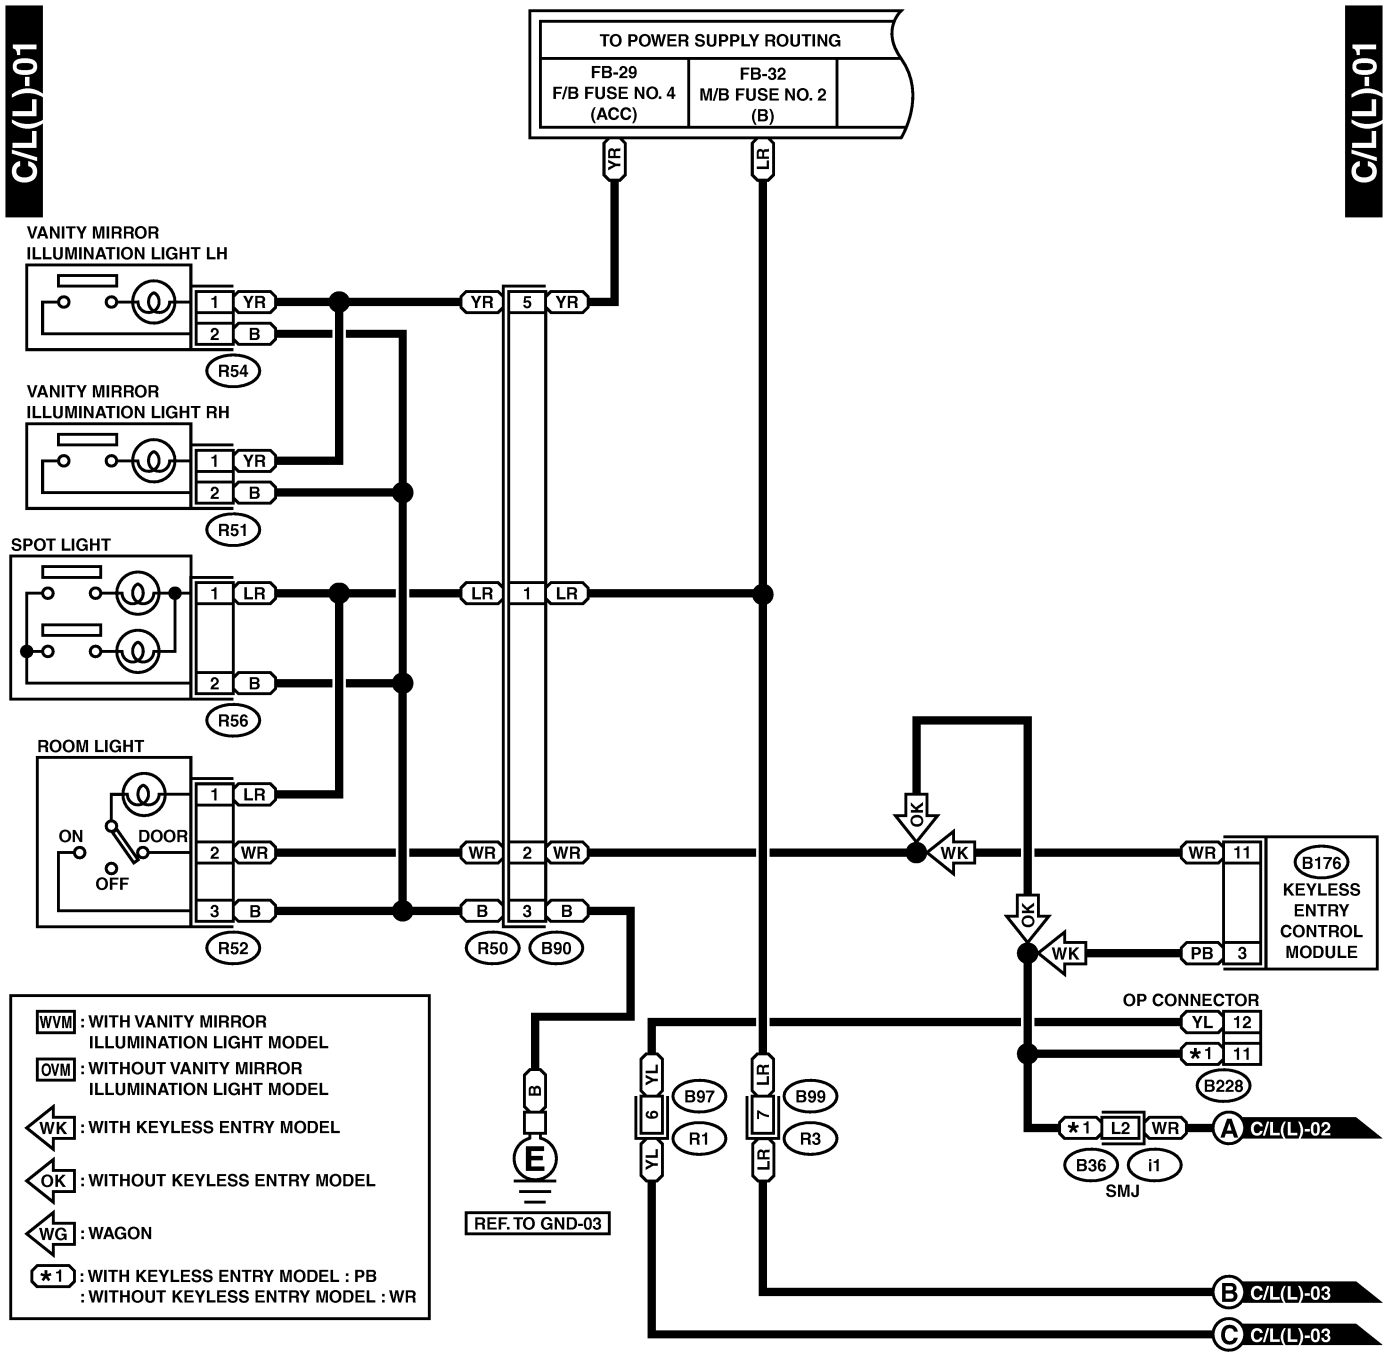 C/L(L)-01
C/L(L)-01
TO POWER SUPPLY ROUTING
FB-29
F/B FUSE NO. 4
(ACC)
FB-32
M/B FUSE NO. 2
(B)
YR
LR
VANITY MIRROR
ILLUMINATION LIGHT LH
1 YR
2 B
R54
YR 5 YR
VANITY MIRROR
ILLUMINATION LIGHT RH
1 YR
2 B
R51
SPOT LIGHT
1 LR
2 B
R56
LR 1 LR
ROOM LIGHT
ON
DOOR
OFF
1 LR
2 WR
3 B
R52
WR 2 WR
B 3 B
R50
B90
OK
WK
WR 11
OK
WK
PB 3
B176
KEYLESS
ENTRY
CONTROL
MODULE
OP CONNECTOR
YL 12
*1 11
B228
*1 L2 WR
A C/L(L)-02
B36
i1
SMJ
WVM : WITH VANITY MIRROR
ILLUMINATION LIGHT MODEL
OVM : WITHOUT VANITY MIRROR
ILLUMINATION LIGHT MODEL
WK : WITH KEYLESS ENTRY MODEL
OK : WITHOUT KEYLESS ENTRY MODEL
WG : WAGON
*1 : WITH KEYLESS ENTRY MODEL : PB
: WITHOUT KEYLESS ENTRY MODEL : WR
B
E
REF. TO GND-03
YL
6
YL
B97
R1
LR
7
LR
B99
R3
B C/L(L)-03
C C/L(L)-03